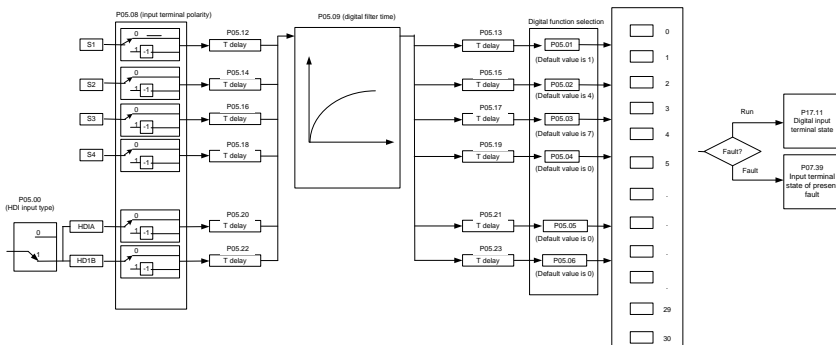 P05.08 (input terminal polarity)
P05.09 (digital filter time)
Digital function selection
S1
0
1
-1
P05.12
T delay
P05.13
T delay
P05.01
(Default value is 1)
S2
0
1
-1
P05.14
T delay
P05.15
T delay
P05.02
(Default value is 4)
S3
0
1
-1
P05.16
T delay
P05.17
T delay
P05.03
(Default value is 7)
S4
0
1
-1
P05.18
T delay
P05.19
T delay
P05.04
(Default value is 0)
P05.00
(HDI input type)
0
1
HDIA
0
1
-1
P05.20
T delay
P05.21
T delay
P05.05
(Default value is 0)
HD1B
0
1
-1
P05.22
T delay
P05.23
T delay
P05.06
(Default value is 0)
0
1
2
3
4
5
.
.
.
.
29
30
Run
Fault?
Fault
P17.11
Digital input
terminal state
P07.39
Input terminal
state of present
fault